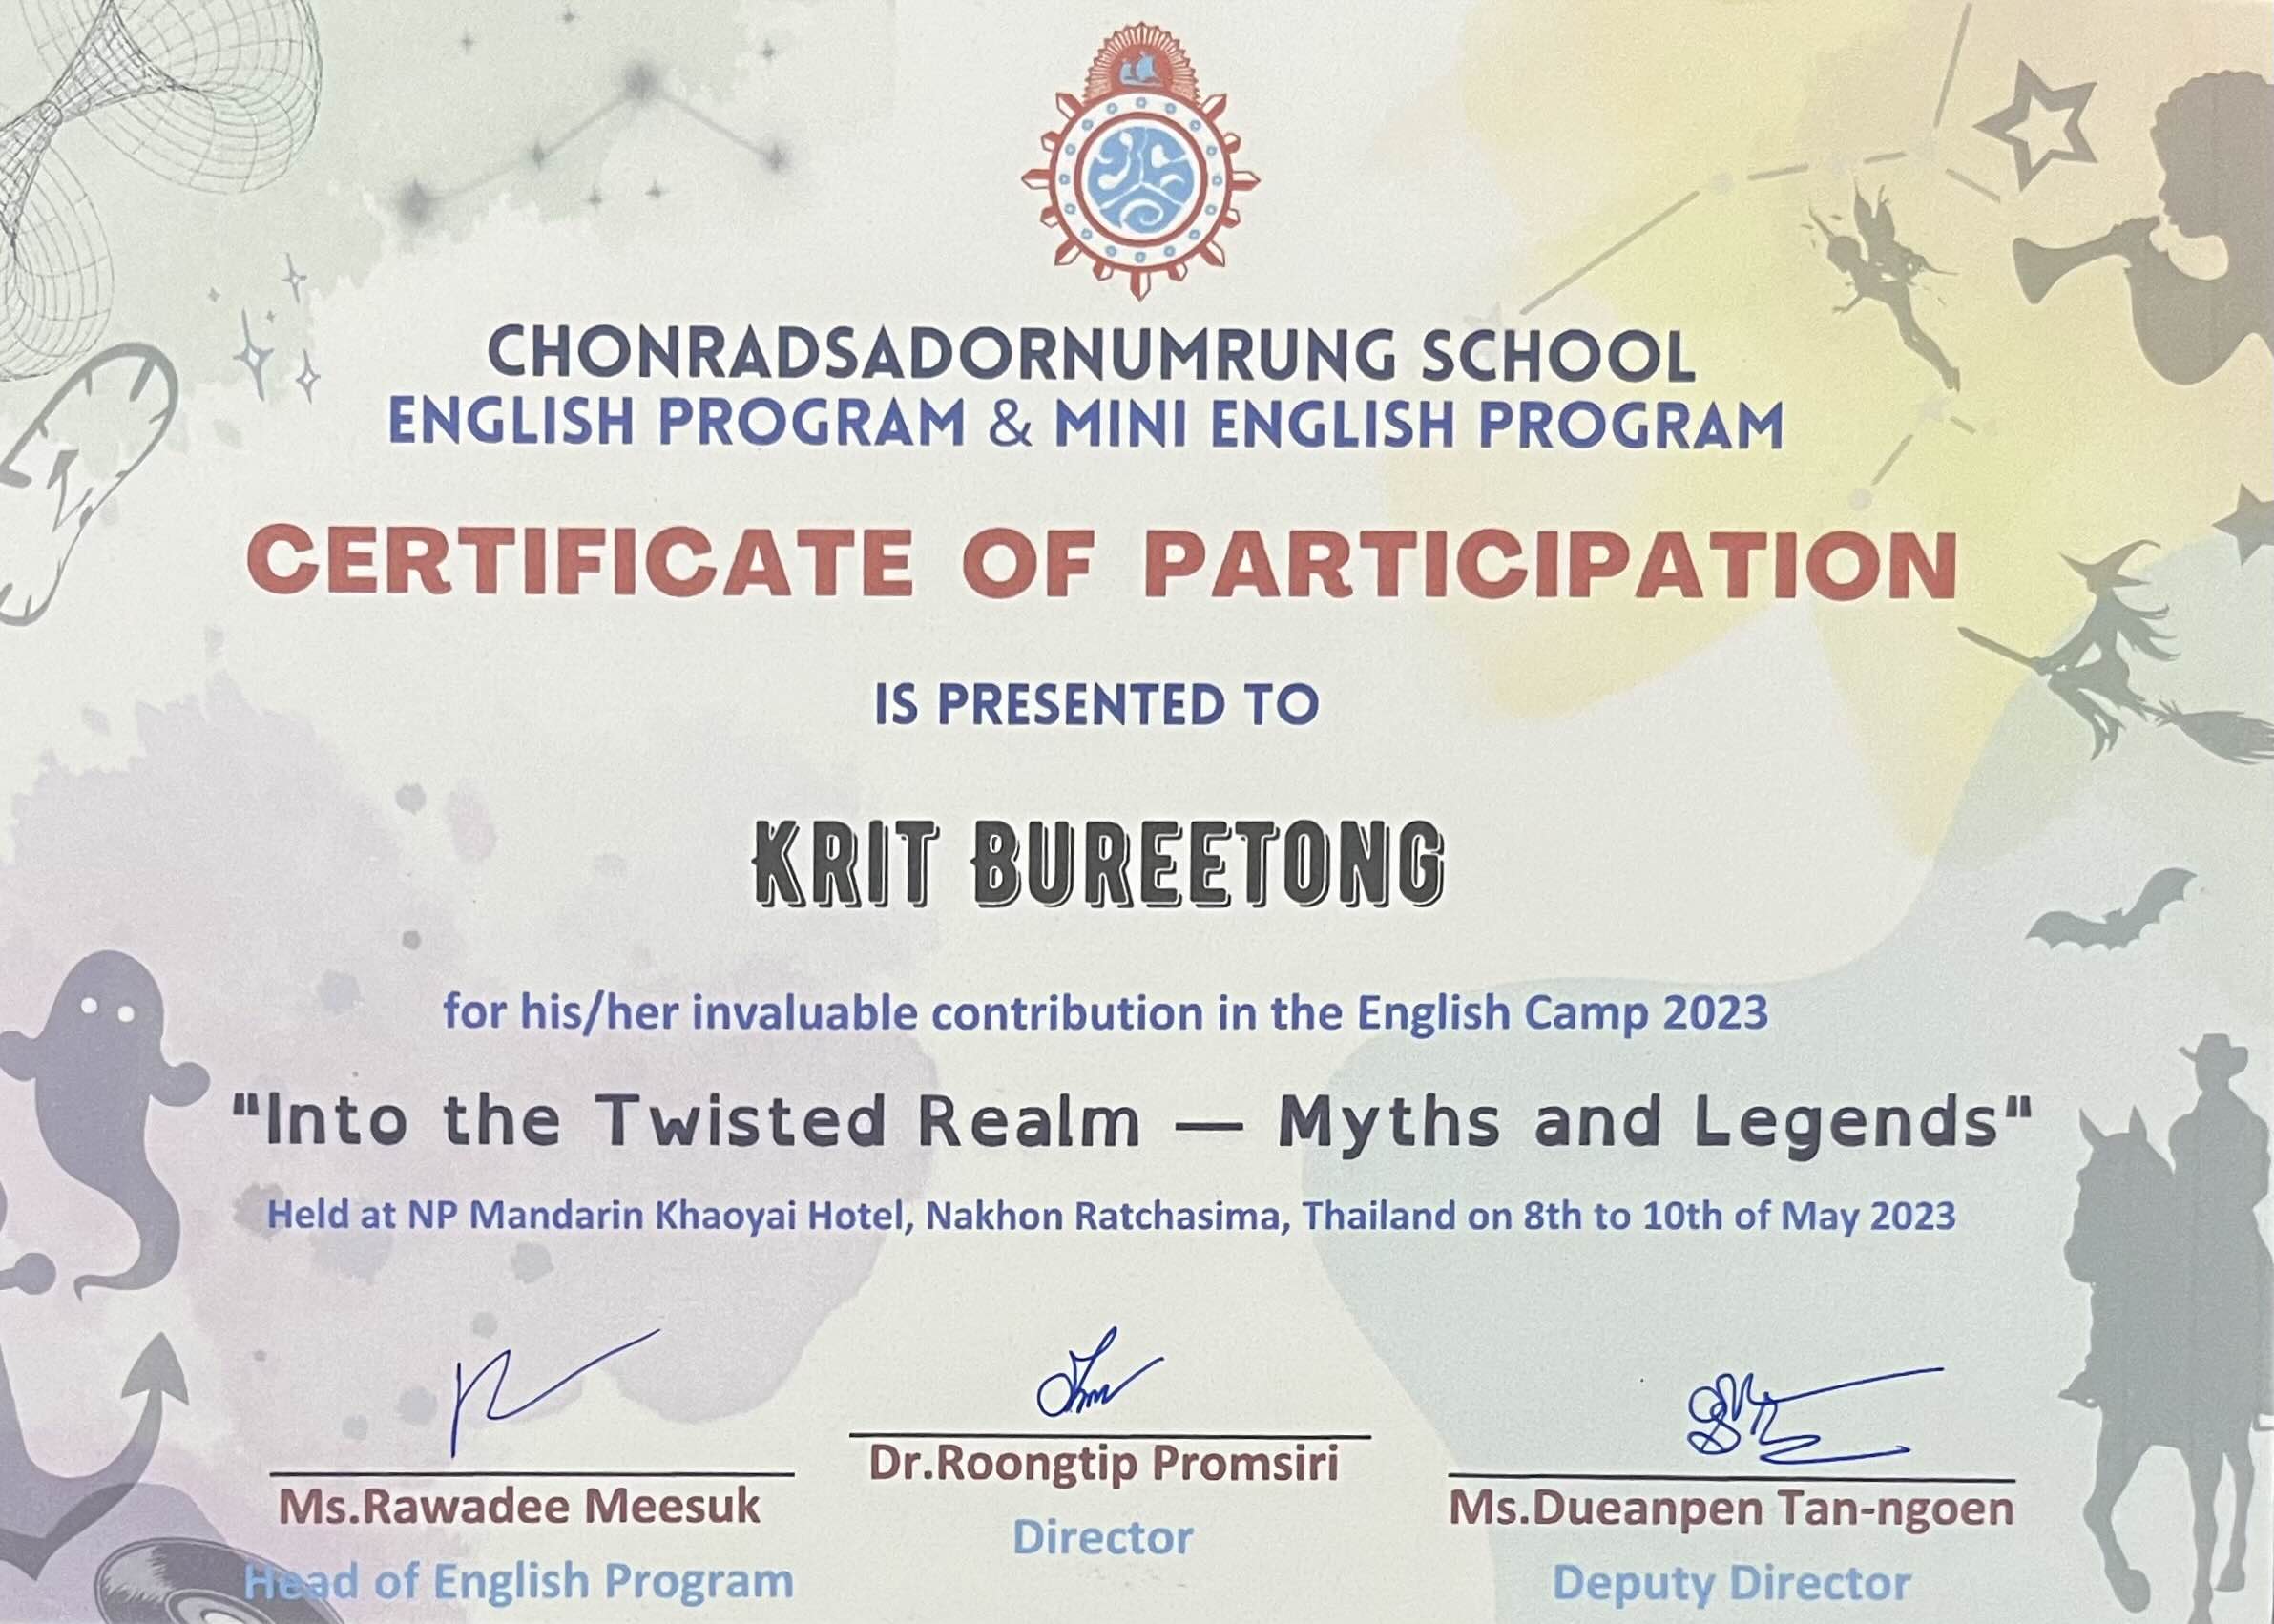 CHONRADSADORNUMRUNG SCHOOL
ENGLISH PROGRAM & MINI ENGLISH PROGRAM
CERTIFICATE OF PARTICIPATION
IS PRESENTED TO
KRIT BUREETONG
for his/her invaluable contribution in the English Camp 2023
"Into the Twisted Realm — Myths and Legends"
Held at NP Mandarin Khaoyai Hotel, Nakhon Ratchasima, Thailand on 8th to 10th of May 2023
Ms.Rawadee Meesuk
Head of English Program
Dr.Roongtip Promsiri
Director
Ms.Dueanpen Tan-ngoen
Deputy Director